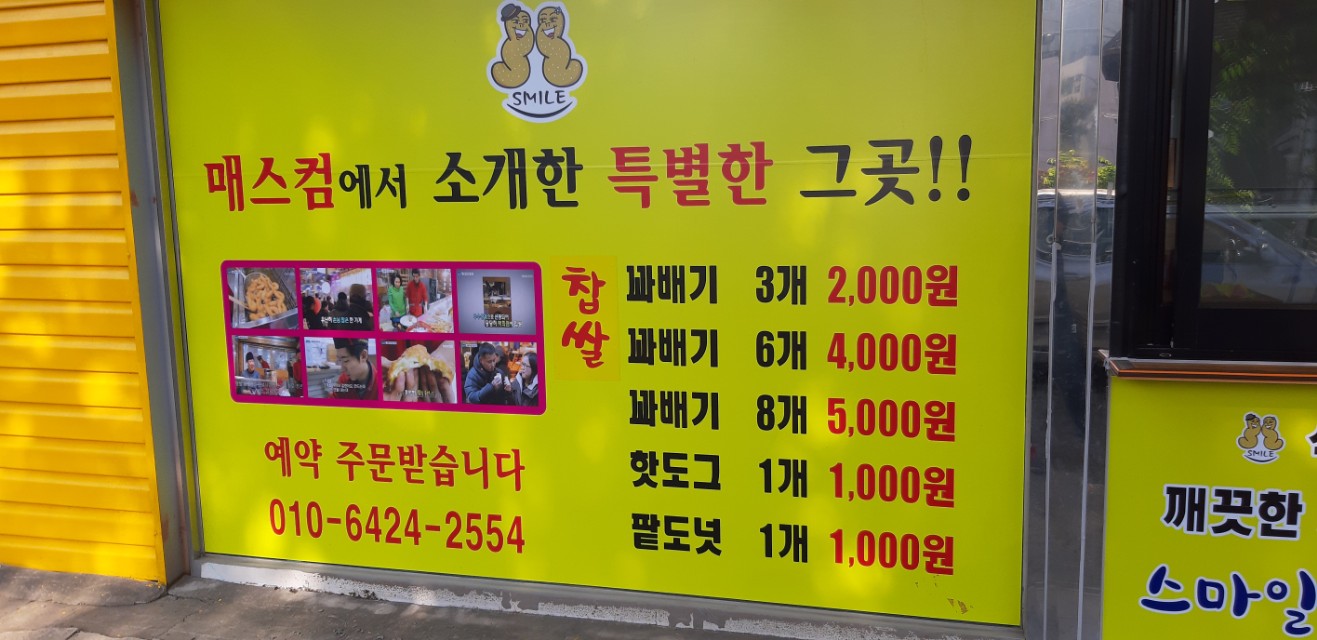 SMILE
매스컴에서 소개한 특별한 그곳!!
찹쌀
꽈배기 3개 2,000원
꽈배기 6개 4,000원
꽈배기 8개 5,000원
핫도그 1개 1,000원
팥도넛 1개 1,000원
예약 주문받습니다
010-6424-2554
SMILE
깨끗한
스마일